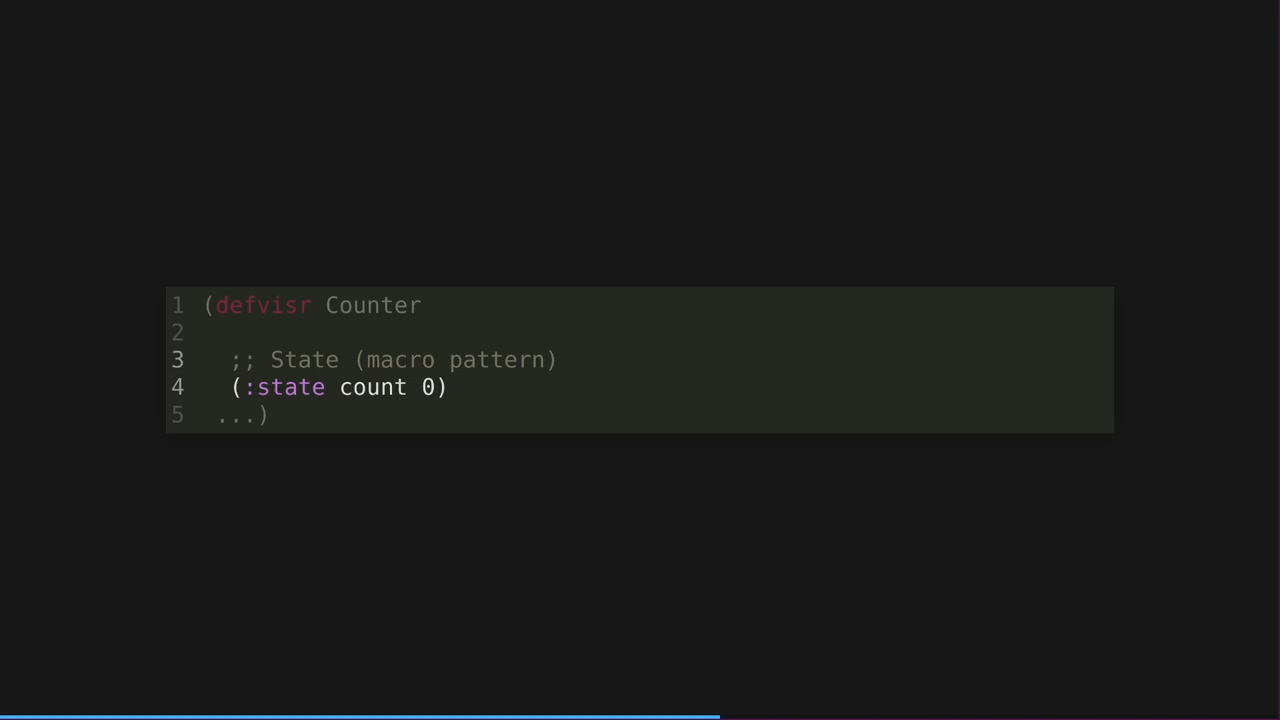 1 (defvisr Counter
2
3   ;; State (macro pattern)
4   (:state count 0)
5  ...)